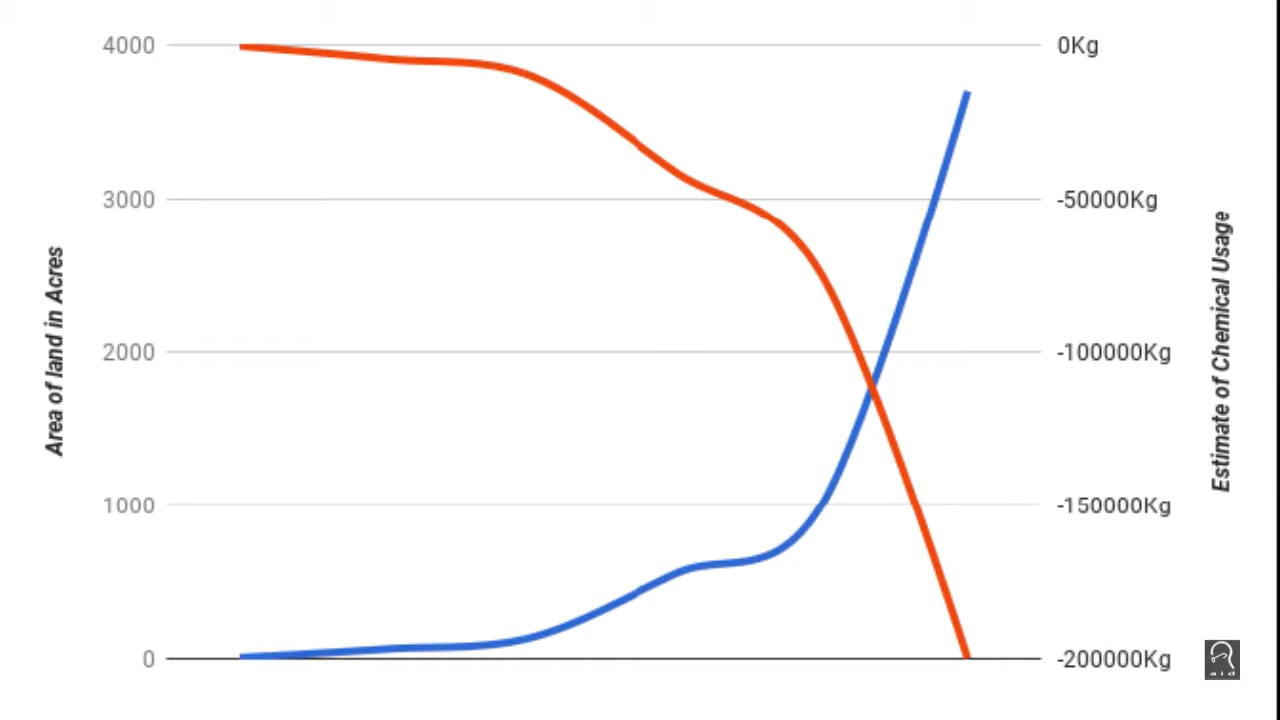 4000
3000
2000
1000
0
Area of land in Acres
0Kg
-50000Kg
-100000Kg
-150000Kg
-200000Kg
Estimate of Chemical Usage
aid